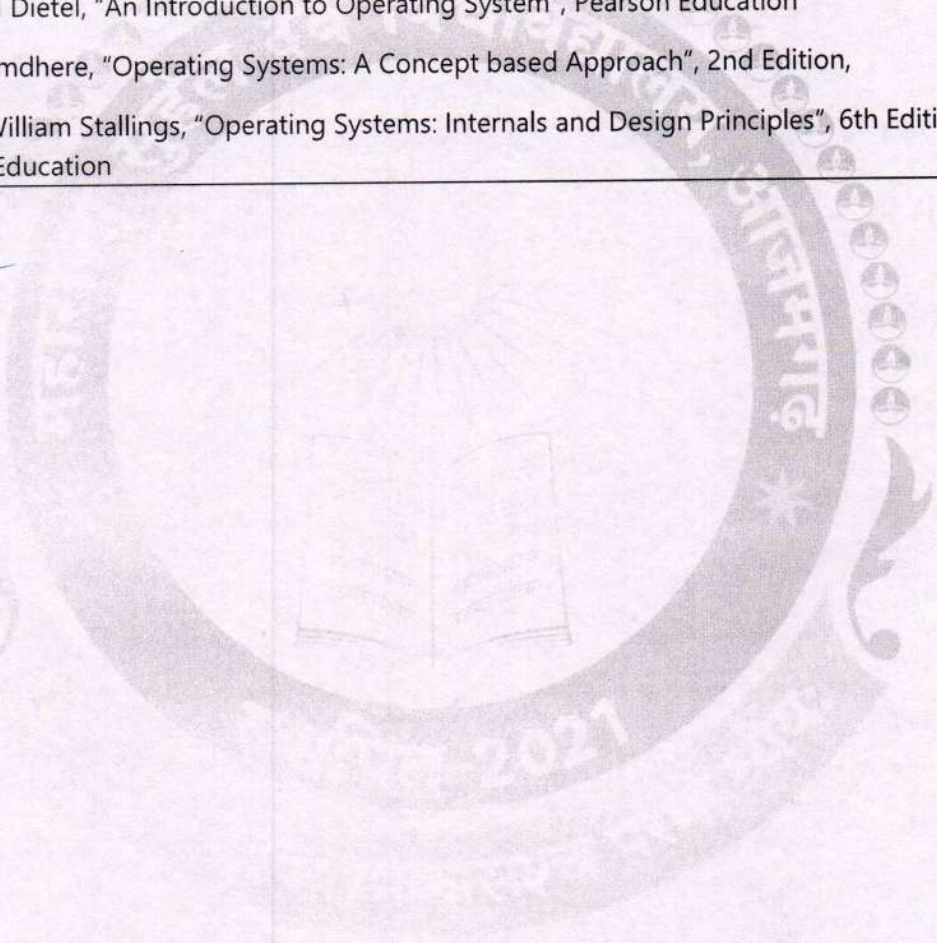 Dietel, "An Introduction to Operating System", Pearson Education
mdhere, "Operating Systems: A Concept based Approach", 2nd Edition,
William Stallings, "Operating Systems: Internals and Design Principles", 6th Editi
Education
आजमगढ़
2021